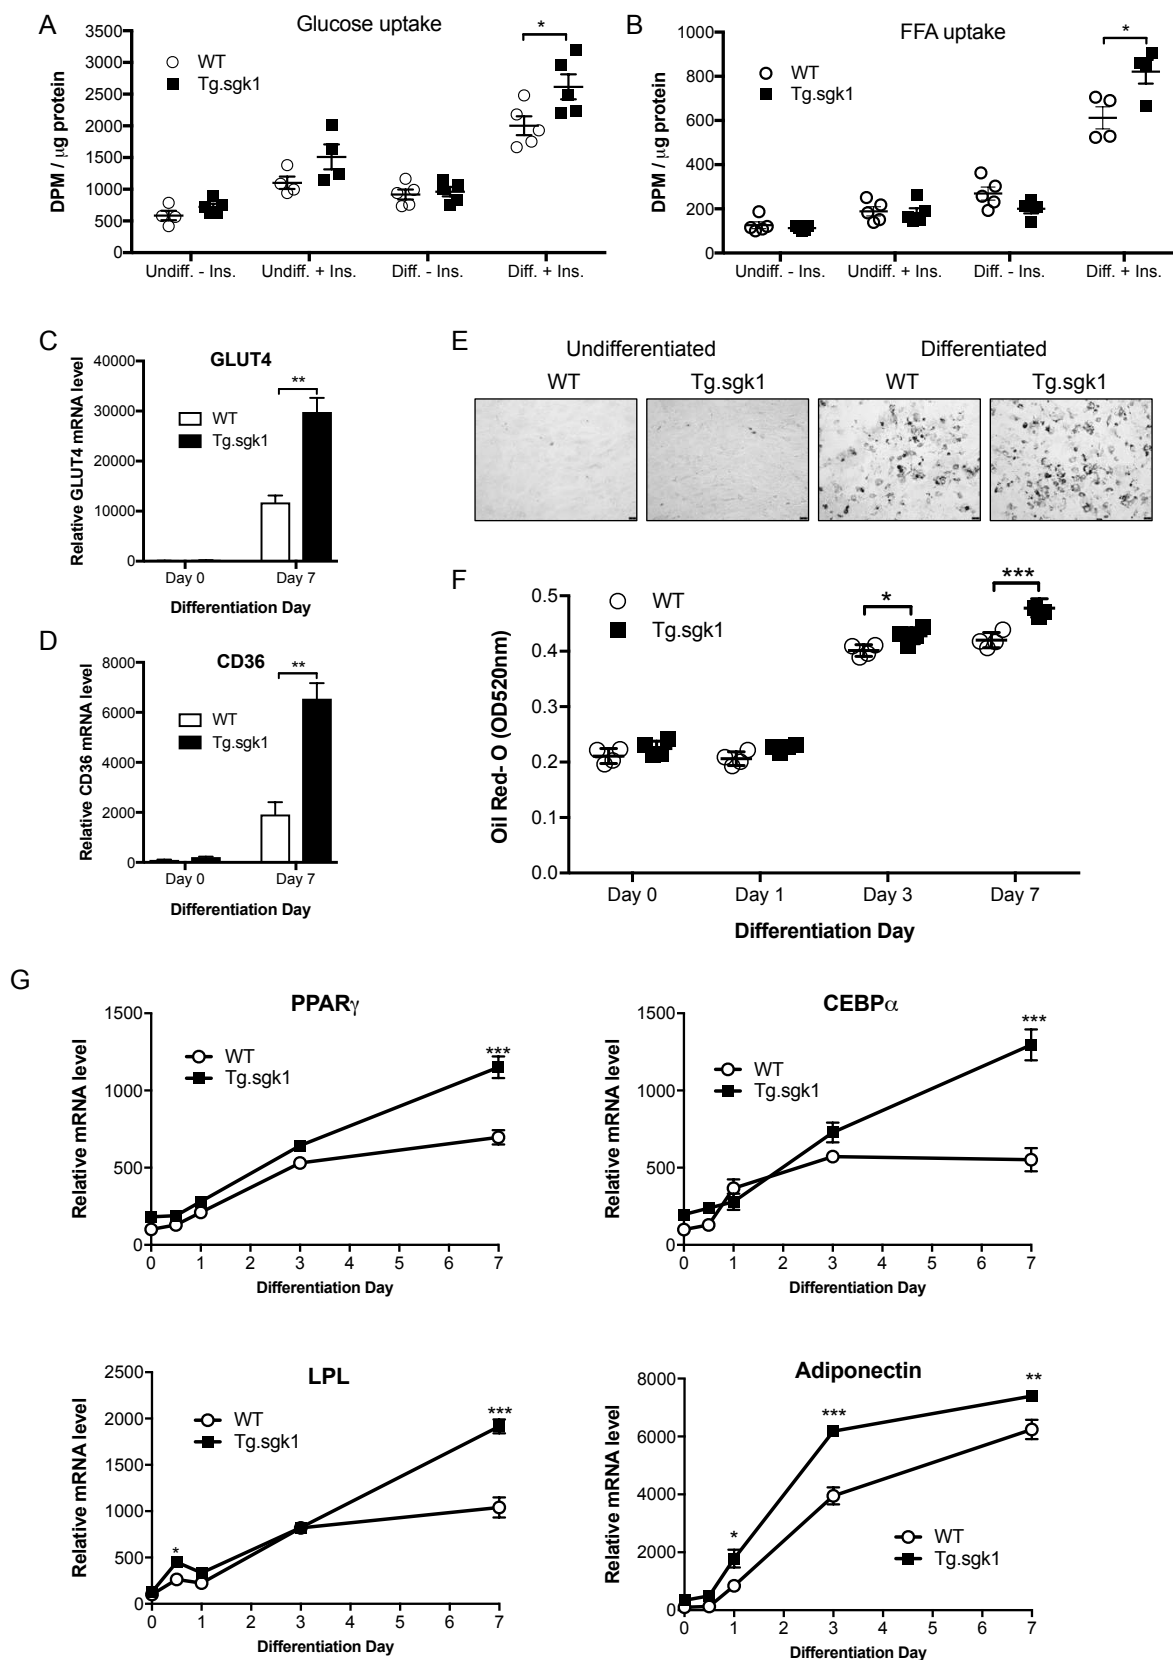 A
Glucose uptake
DPM / μg protein
3500
3000
2500
2000
1500
1000
500
0
WT
Tg.sgk1
*
Undiff. - Ins.
Undiff. + Ins.
Diff. - Ins.
Diff. + Ins.
B
FFA uptake
DPM / μg protein
1000
800
600
400
200
0
WT
Tg.sgk1
*
Undiff. - Ins.
Undiff. + Ins.
Diff. - Ins.
Diff. + Ins.
C
GLUT4
Relative GLUT4 mRNA level
40000
30000
20000
10000
0
WT
Tg.sgk1
**
Day 0
Day 7
Differentiation Day
D
CD36
Relative CD36 mRNA level
8000
6000
4000
2000
0
WT
Tg.sgk1
**
Day 0
Day 7
Differentiation Day
E
Undifferentiated
Differentiated
WT
Tg.sgk1
WT
Tg.sgk1
F
Oil Red- O (OD520nm)
0.5
0.4
0.3
0.2
0.1
0.0
WT
Tg.sgk1
*
***
Day 0
Day 1
Day 3
Day 7
Differentiation Day
G
PPARγ
Relative mRNA level
1500
1000
500
0
WT
Tg.sgk1
***
0 1 2 3 4 5 6 7
Differentiation Day
CEBPα
Relative mRNA level
1500
1000
500
0
WT
Tg.sgk1
***
0 1 2 3 4 5 6 7
Differentiation Day
LPL
Relative mRNA level
2500
2000
1500
1000
500
0
WT
Tg.sgk1
*
***
0 1 2 3 4 5 6 7
Differentiation Day
Adiponectin
Relative mRNA level
8000
6000
4000
2000
0
*
***
**
WT
Tg.sgk1
0 1 2 3 4 5 6 7
Differentiation Day